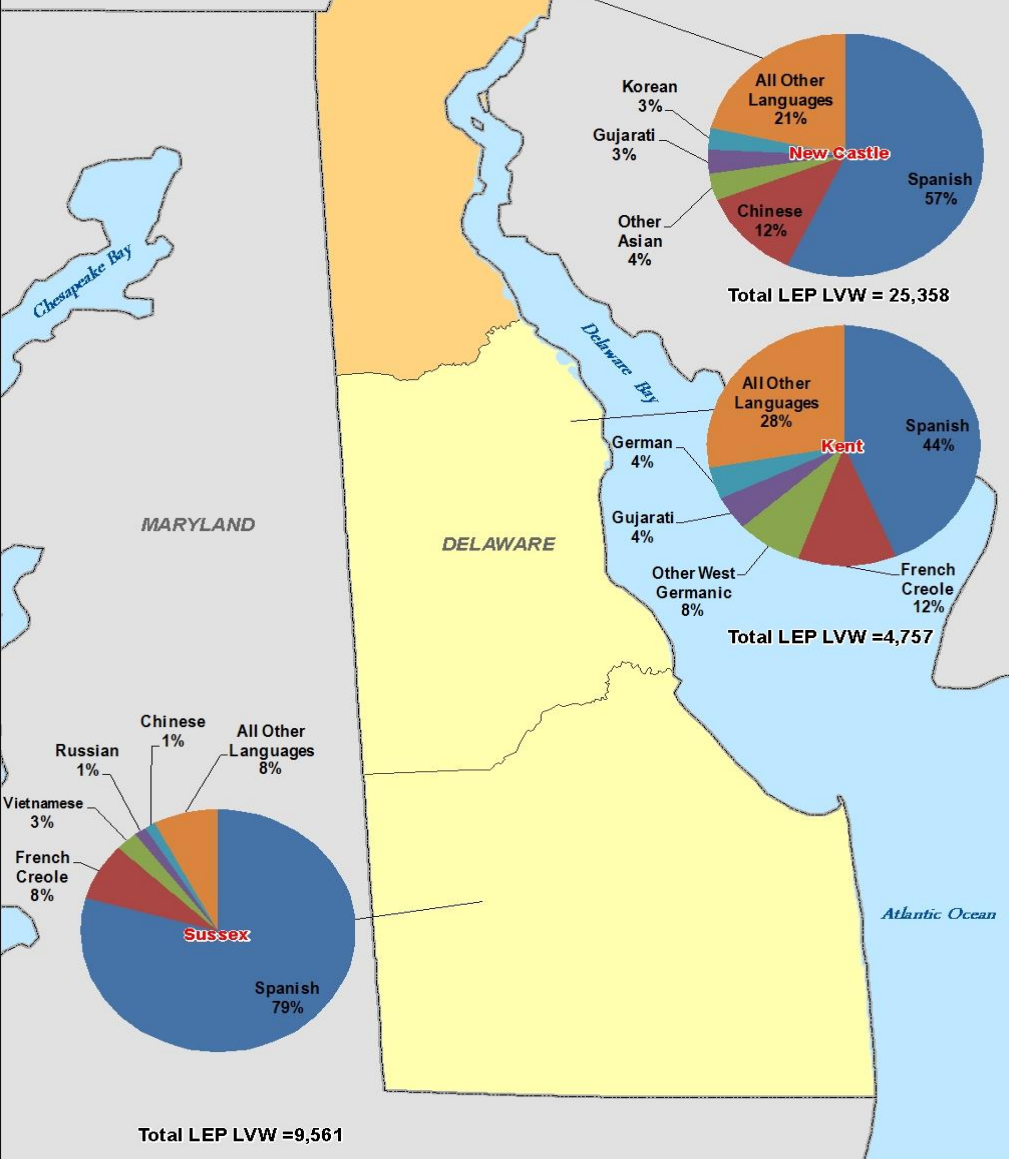 All Other
Languages
21%
Korean
3%
Gujarati
3%
New Castle
Spanish
57%
Chinese
12%
Other
Asian
4%
Total LEP LVW = 25,358
Chesapeake Bay
Delaware Bay
All Other
Languages
28%
Spanish
44%
Kent
German
4%
Gujarati
4%
Other West
Germanic
8%
French
Creole
12%
Total LEP LVW =4,757
MARYLAND
DELAWARE
Chinese
1%
All Other
Languages
8%
Russian
1%
Vietnamese
3%
French
Creole
8%
Sussex
Spanish
79%
Atlantic Ocean
Total LEP LVW =9,561